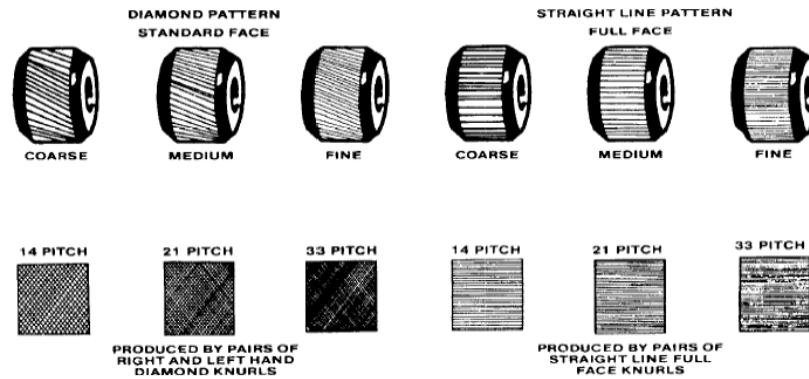 DIAMOND PATTERN
STANDARD FACE
COARSE
MEDIUM
FINE
STRAIGHT LINE PATTERN
FULL FACE
COARSE
MEDIUM
FINE
14 PITCH
21 PITCH
33 PITCH
PRODUCED BY PAIRS OF
RIGHT AND LEFT HAND
DIAMOND KNURLS
14 PITCH
21 PITCH
33 PITCH
PRODUCED BY PAIRS OF
STRAIGHT LINE FULL
FACE KNURLS